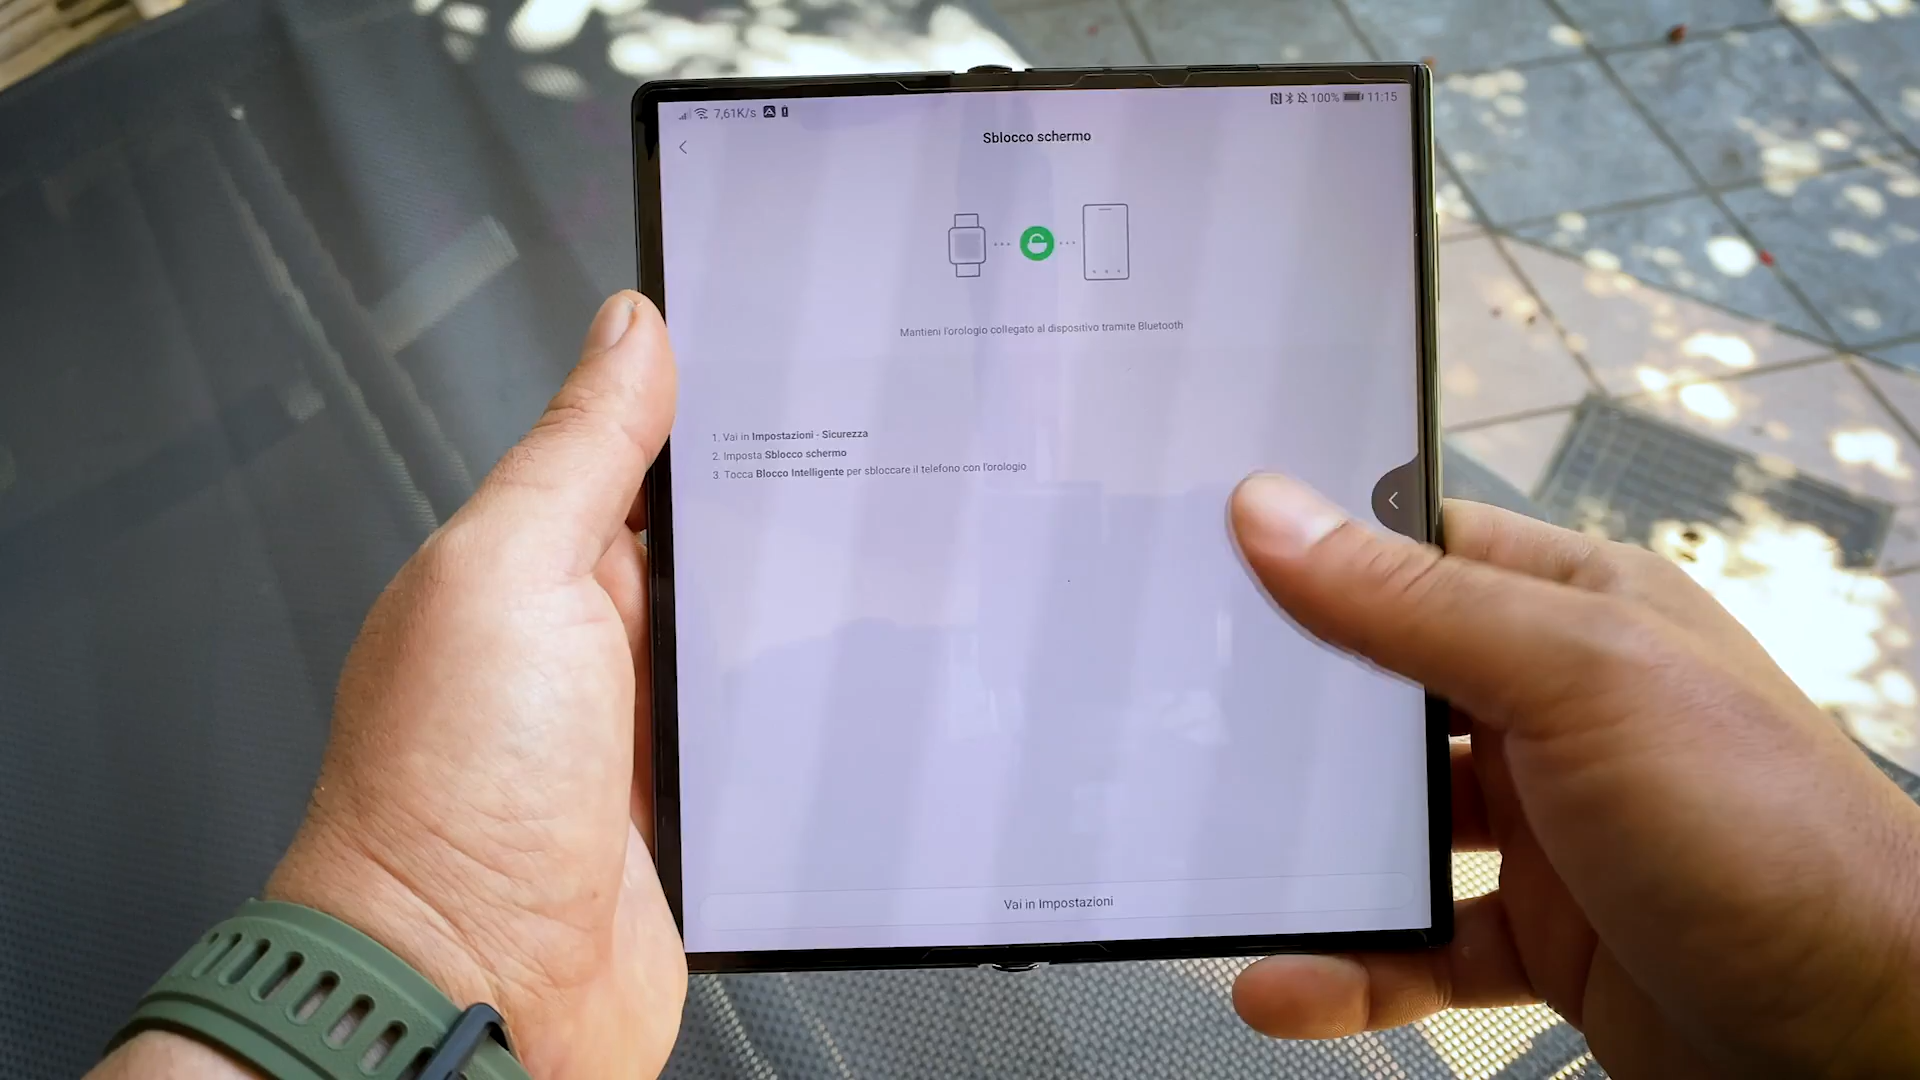 7,61K/s
100% 11:15
Sblocco schermo
Mantieni l'orologio collegato al dispositivo tramite Bluetooth
1. Vai in Impostazioni - Sicurezza
2. Imposta Sblocco schermo
3. Tocca Blocco Intelligente per sbloccare il telefono con l'orologio
Vai in Impostazioni